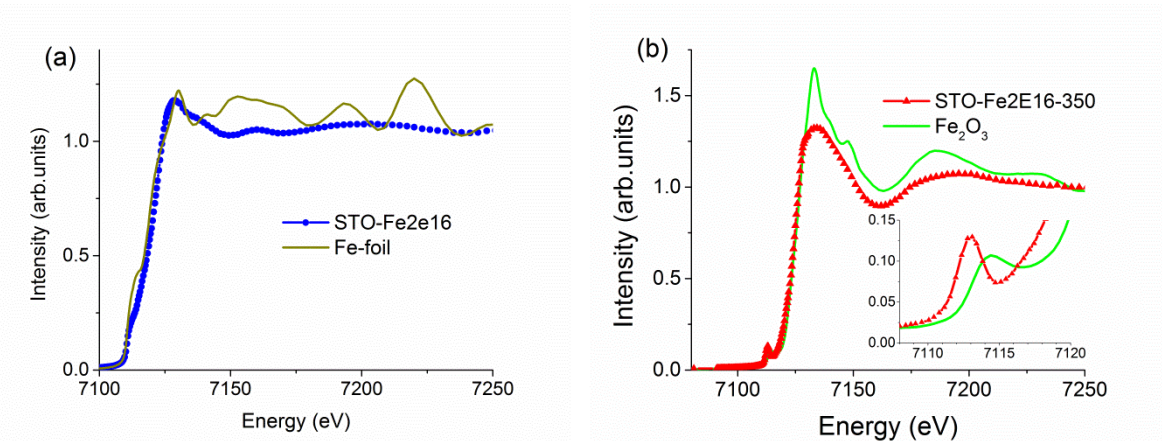 (a)
1.0
0.5
0.0
Intensity (arb.units)
STO-Fe2e16
Fe-foil
7100
7150
7200
7250
Energy (eV)
(b)
1.5
1.0
0.5
0.0
Intensity (arb.units)
STO-Fe2E16-350
Fe₂O₃
0.15
0.10
0.05
0.00
7110
7115
7120
7100
7150
7200
7250
Energy (eV)